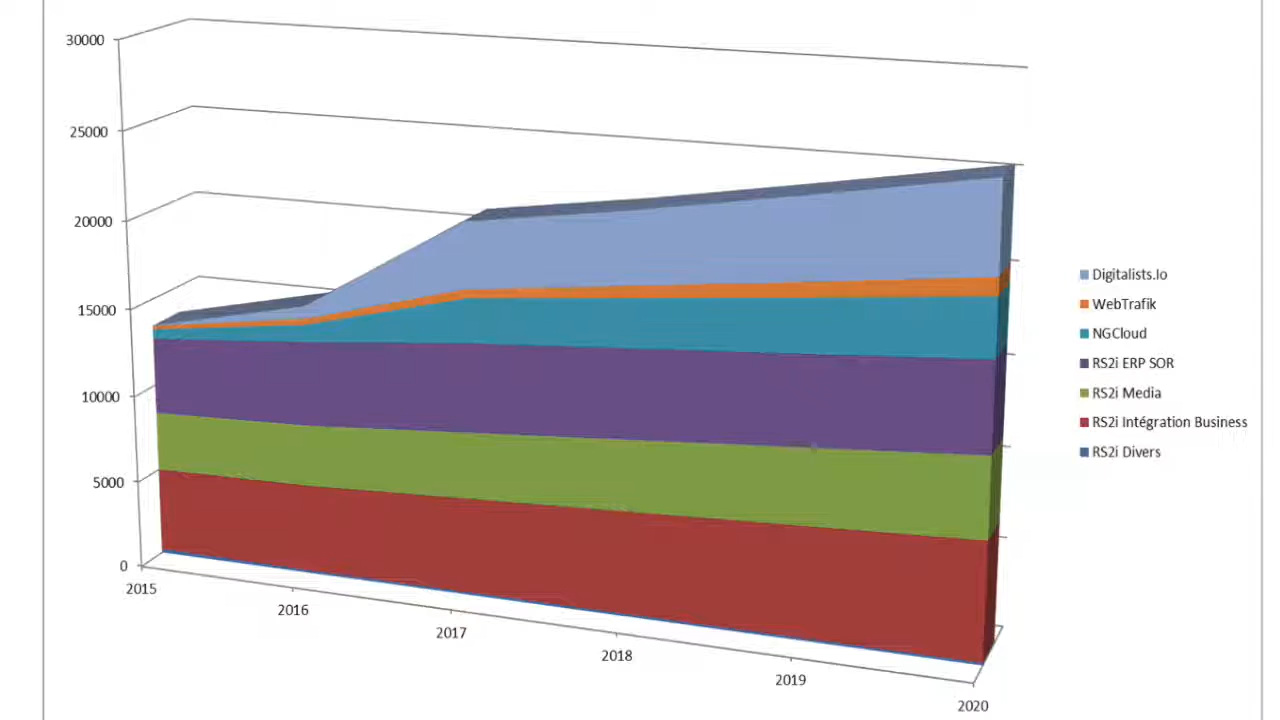 30000
25000
20000
15000
10000
5000
0
2015
2016
2017
2018
2019
2020
Digitalists.Io
WebTrafik
NGCloud
RS2i ERP SOR
RS2i Media
RS2i Intégration Business
RS2i Divers